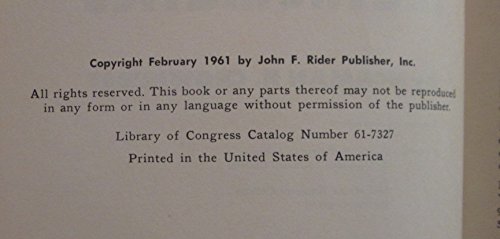 Copyright February 1961 by John F. Rider Publisher, Inc.
All rights reserved. This book or any parts thereof may not be reproduced
in any form or in any language without permission of the publisher.
Library of Congress Catalog Number 61-7327
Printed in the United States of America